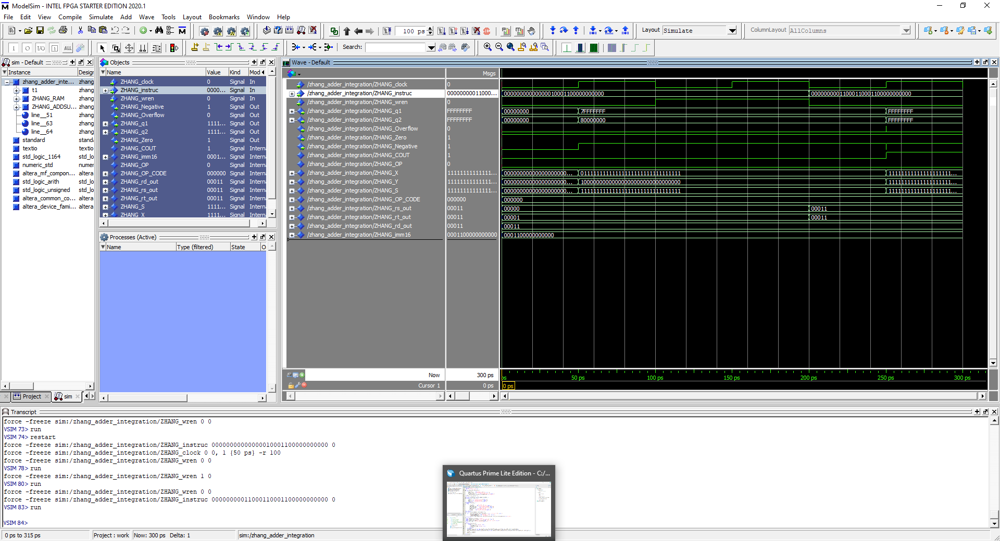 ModelSim - INTEL FPGA STARTER EDITION 2020.1
File Edit View Compile Simulate Add Wave Tools Layout Bookmarks Window Help
100 ps
Layout Simulate
ColumnLayout AllColumns
Search:
sim - Default
Instance Design
zhang_adder_inte... zhang
t1 zhang
ZHANG_RAM zhang
ZHANG_ADDSU... zhang
line__51 zhang
line__63 zhang
line__64 zhang
standard standa
textio textio
std_logic_1164 std_lo
numeric_std nume
altera_mf_compon... altera
std_logic_arith std_lo
std_logic_unsigned std_lo
altera_common_co... altera
altera_device_fami... altera
Project sim
Objects
Name Value Kind Mod
ZHANG_clock 0 Signal In
ZHANG_instruc 0000... Signal In
ZHANG_wren 0 Signal In
ZHANG_Negative 1 Signal Out
ZHANG_Overflow 0 Signal Out
ZHANG_q1 1111... Signal Out
ZHANG_q2 1111... Signal Out
ZHANG_Zero 1 Signal Out
ZHANG_COUT 1 Signal Intern
ZHANG_imm16 0001... Signal Intern
ZHANG_OP 0 Signal Intern
ZHANG_OP_CODE 000000 Signal Intern
ZHANG_rd_out 00011 Signal Intern
ZHANG_rs_out 00011 Signal Intern
ZHANG_rt_out 00011 Signal Intern
ZHANG_S 1111... Signal Intern
ZHANG_X 1111... Signal Intern
Processes (Active)
Name Type (filtered) State O
Wave - Default
Msgs
/zhang_adder_integration/ZHANG_clock 0
/zhang_adder_integration/ZHANG_instruc 00000000011000... 00000000000000010001100000000000 00000000011000110001100000000000
/zhang_adder_integration/ZHANG_wren 0
/zhang_adder_integration/ZHANG_q1 FFFFFFFF 00000000 7FFFFFFF FFFFFFFF
/zhang_adder_integration/ZHANG_q2 FFFFFFFF 00000000 80000000 FFFFFFFF
/zhang_adder_integration/ZHANG_Overflow 0
/zhang_adder_integration/ZHANG_Zero 1
/zhang_adder_integration/ZHANG_Negative 1
/zhang_adder_integration/ZHANG_COUT 1
/zhang_adder_integration/ZHANG_OP 0
/zhang_adder_integration/ZHANG_X 11111111111111... 00000000000000000000... 01111111111111111111111111111111 11111111111111111111...
/zhang_adder_integration/ZHANG_Y 11111111111111... 00000000000000000000... 10000000000000000000000000000000 11111111111111111111...
/zhang_adder_integration/ZHANG_S 11111111111111... 00000000000000000000... 11111111111111111111111111111111 11111111111111111111...
/zhang_adder_integration/ZHANG_OP_CODE 000000 000000
/zhang_adder_integration/ZHANG_rs_out 00011 00000 00011
/zhang_adder_integration/ZHANG_rt_out 00011 00001 00011
/zhang_adder_integration/ZHANG_rd_out 00011 00011
/zhang_adder_integration/ZHANG_imm16 0001100000000000 0001100000000000
Now 300 ps
ps 50 ps 100 ps 150 ps 200 ps 250 ps 300 ps
Cursor 1 0 ps 0 ps
Transcript
force -freeze sim:/zhang_adder_integration/ZHANG_wren 0 0
VSIM 73> run
VSIM 74> restart
force -freeze sim:/zhang_adder_integration/ZHANG_instruc 00000000000000010001100000000000 0
force -freeze sim:/zhang_adder_integration/ZHANG_clock 0 0, 1 {50 ps} -r 100
force -freeze sim:/zhang_adder_integration/ZHANG_wren 0 0
VSIM 78> run
force -freeze sim:/zhang_adder_integration/ZHANG_wren 1 0
VSIM 80> run
force -freeze sim:/zhang_adder_integration/ZHANG_wren 0 0
force -freeze sim:/zhang_adder_integration/ZHANG_instruc 00000000011000110001100000000000 0
VSIM 83> run
VSIM 84>
Quartus Prime Lite Edition - C:/...
0 ps to 315 ps Project : work Now: 300 ps Delta: 1 sim:/zhang_adder_integration